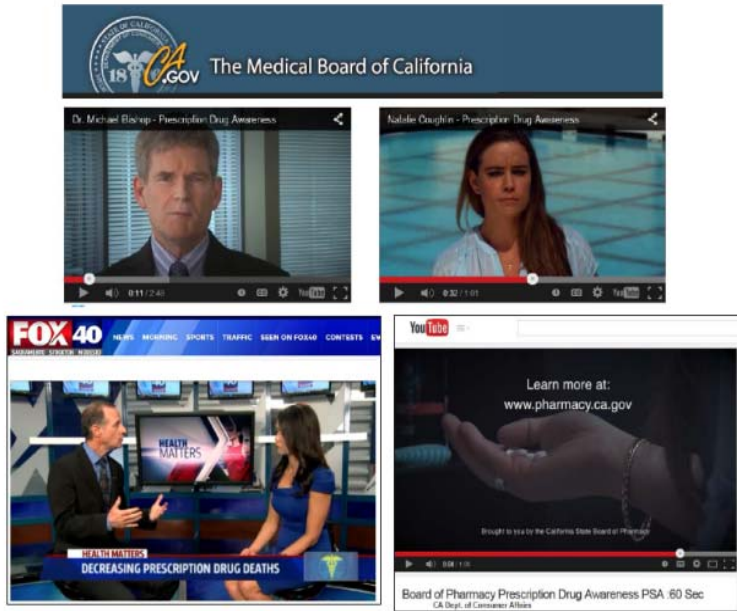 CA
.GOV
The Medical Board of California
Dr. Michael Bishop - Prescription Drug Awareness
0:11 / 2:43
YouTube
Natalie Coughlin - Prescription Drug Awareness
0:32 / 1:01
YouTube
FOX 40
NEWS MORNING SPORTS TRAFFIC SEEN ON FOX40 CONTESTS
HEALTH
MATTERS
HEALTH MATTERS
DECREASING PRESCRIPTION DRUG DEATHS
YouTube
Learn more at:
www.pharmacy.ca.gov
Brought to you by the California State Board of Pharmacy
Board of Pharmacy Prescription Drug Awareness PSA :60 Sec
CA Dept. of Consumer Affairs